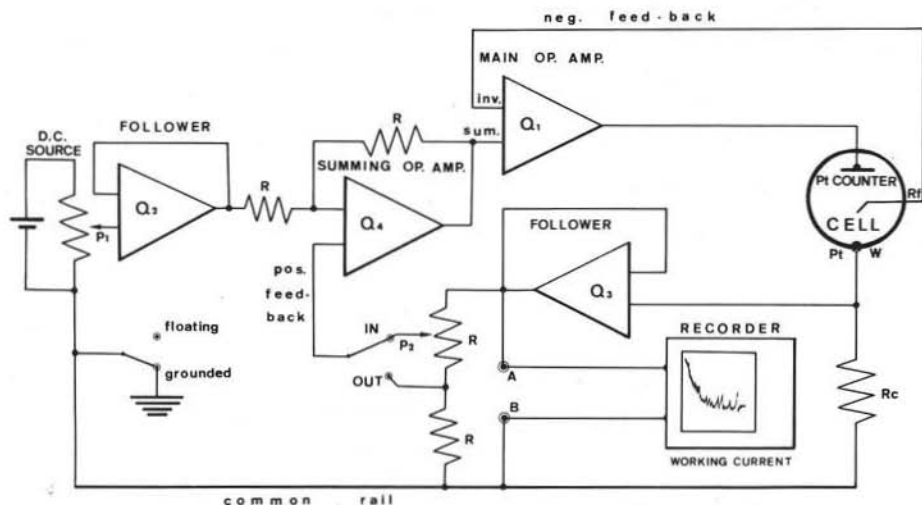 neg. feed-back
MAIN OP. AMP.
inv.
Q1
sum.
R
SUMMING OP. AMP.
D.C.
SOURCE
FOLLOWER
Q2
P1
R
Q4
Pt COUNTER
Rf
CELL
Pt W
FOLLOWER
Q3
pos.
feed-
back
floating
grounded
IN
P2
R
OUT
R
A
B
RECORDER
WORKING CURRENT
Rc
common rail